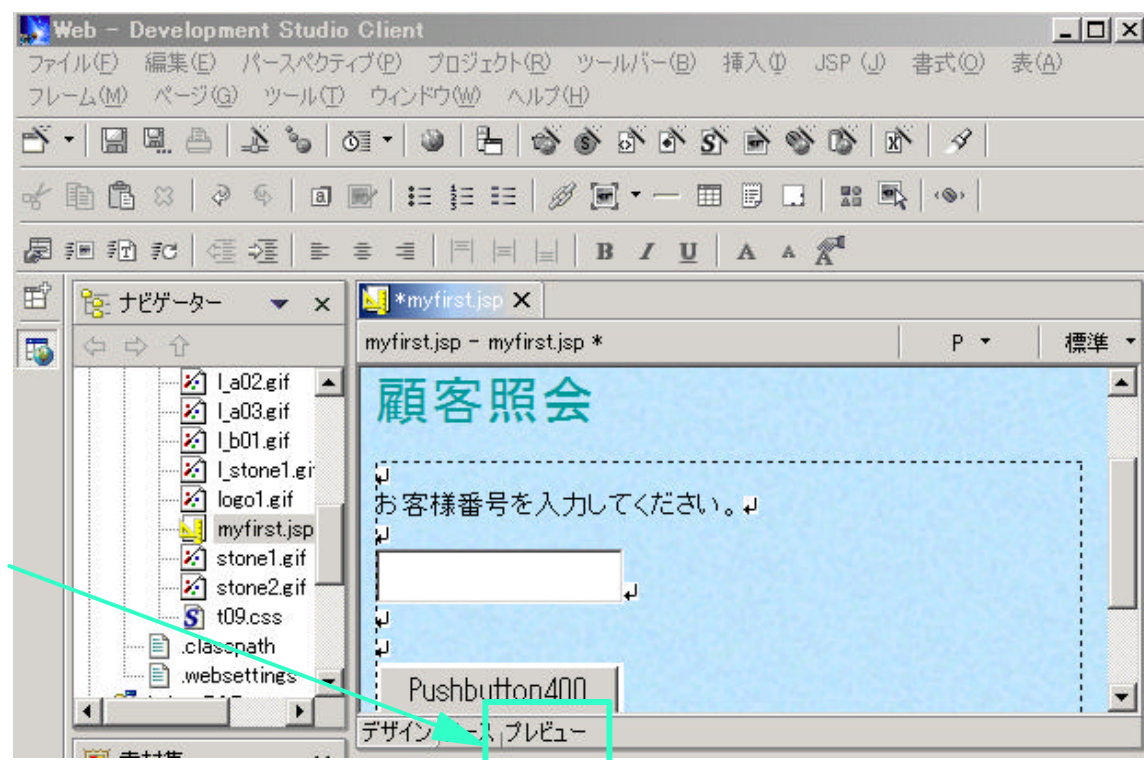 Web - Development Studio Client
ファイル(F) 編集(E) パースペクティブ(P) プロジェクト(R) ツールバー(B) 挿入(I) JSP (J) 書式(O) 表(A)
フレーム(M) ページ(G) ツール(T) ウィンドウ(W) ヘルプ(H)
B I U A A
ナビゲーター
*myfirst.jsp
myfirst.jsp - myfirst.jsp * P 標準
l_a02.gif
l_a03.gif
l_b01.gif
l_stone1.gi
logo1.gif
myfirst.jsp
stone1.gif
stone2.gif
t09.css
.classpath
.websettings
顧客照会
お客様番号を入力してください。
Pushbutton400
デザイン ース プレビュー